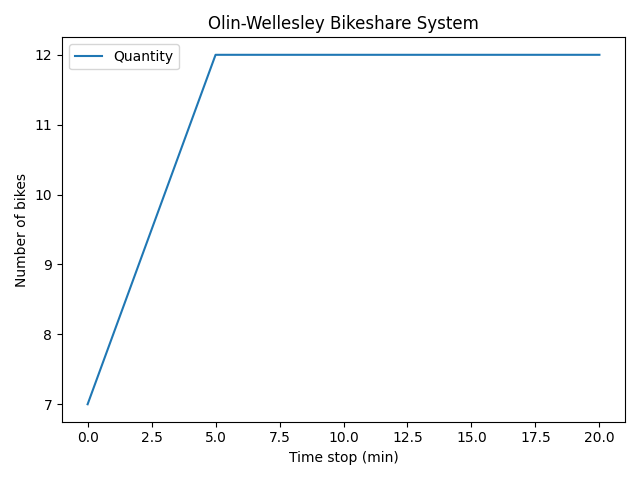 Olin-Wellesley Bikeshare System
Quantity
12
11
10
9
8
7
Number of bikes
0.0 2.5 5.0 7.5 10.0 12.5 15.0 17.5 20.0
Time stop (min)